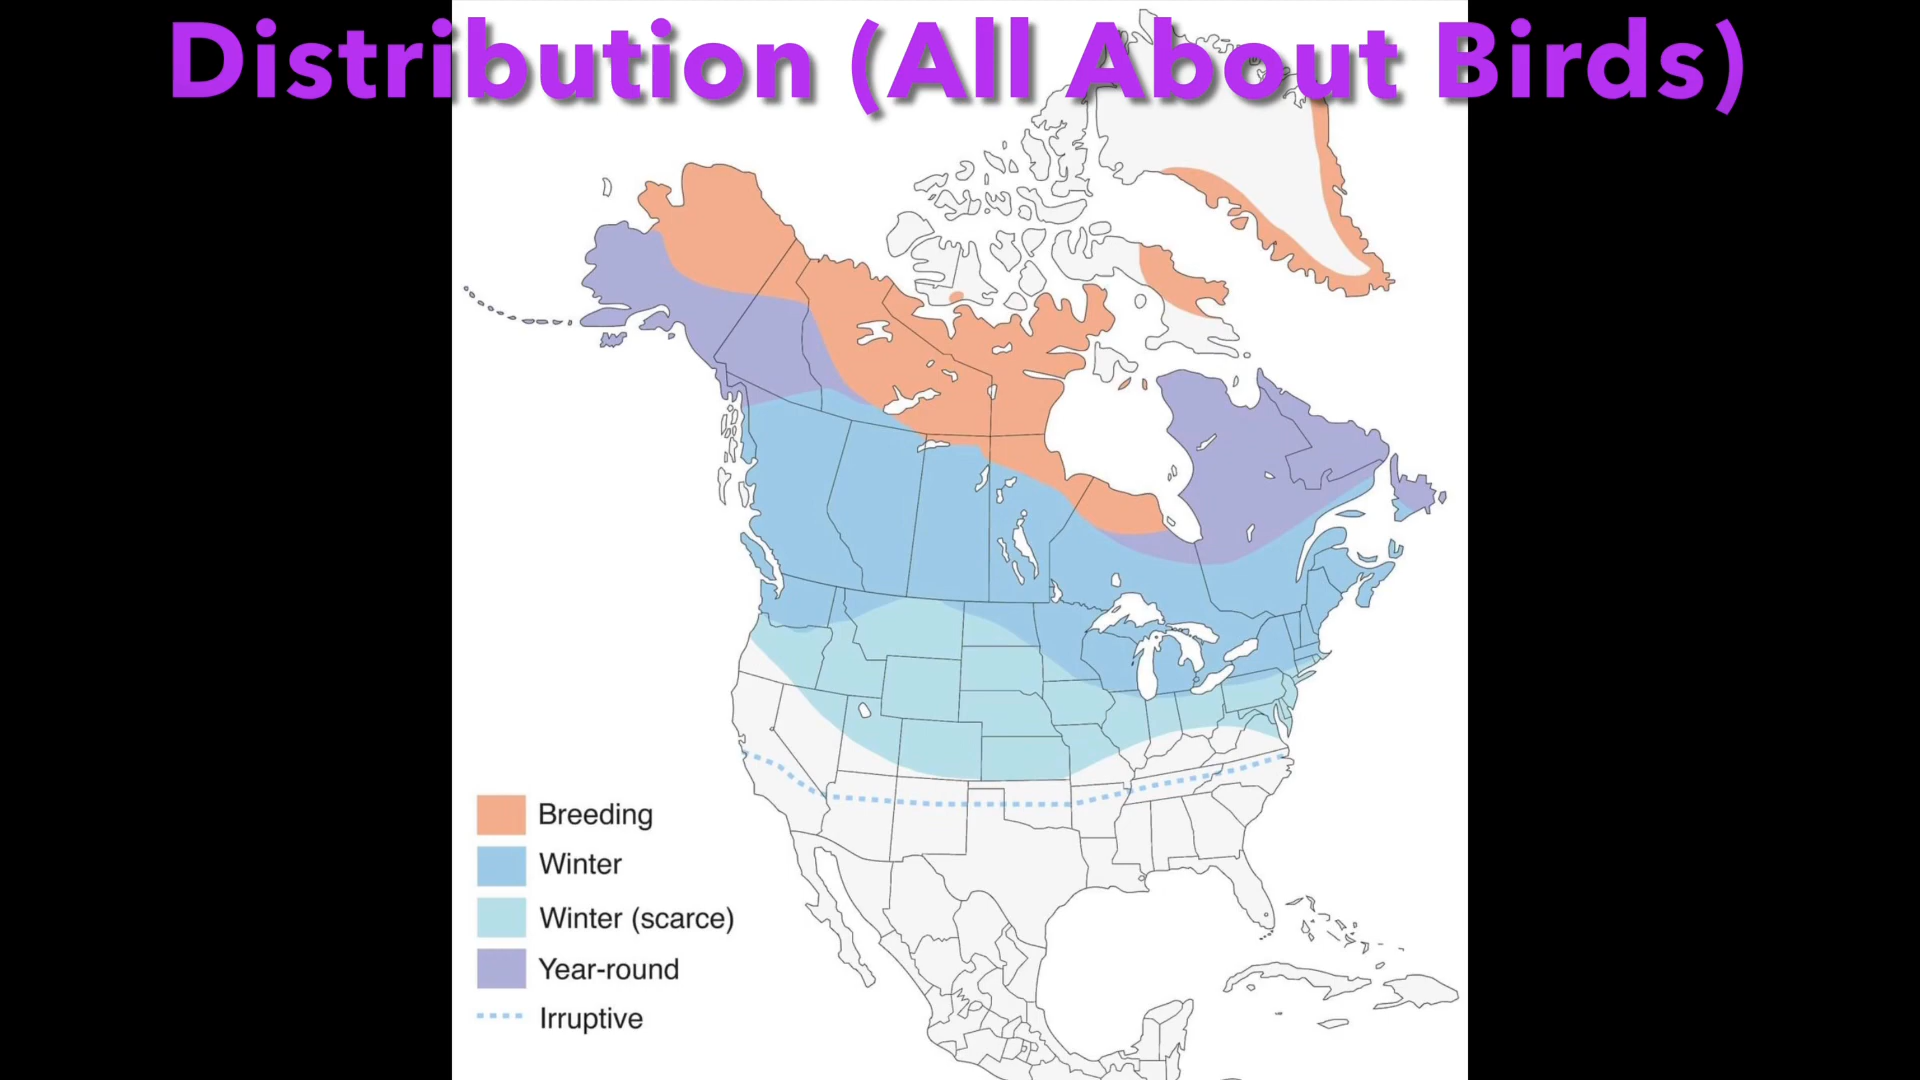 Distribution (All About Birds)
Breeding
Winter
Winter (scarce)
Year-round
Irruptive